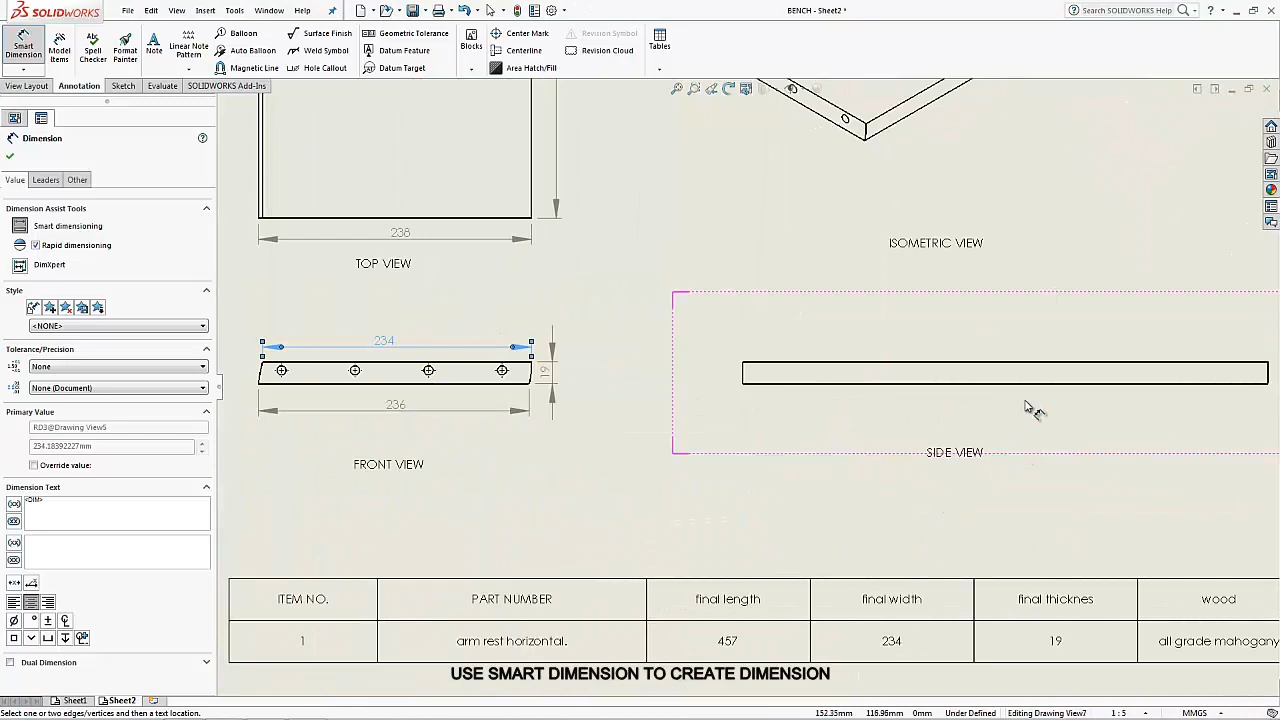 SOLIDWORKS File Edit View Insert Tools Window Help BENCH - Sheet2 * Search SOLIDWORKS Help
Smart Dimension Model Items Spell Checker Format Painter Note Linear Note Pattern Balloon Surface Finish Geometric Tolerance Blocks Center Mark Revision Symbol Tables
Auto Balloon Weld Symbol Datum Feature Centerline Revision Cloud
Magnetic Line Hole Callout Datum Target Area Hatch/Fill
View Layout Annotation Sketch Evaluate SOLIDWORKS Add-Ins
Dimension
Value Leaders Other
Dimension Assist Tools
Smart dimensioning
Rapid dimensioning
DimXpert
Style
<NONE>
Tolerance/Precision
None
None (Document)
Primary Value
RD3@Drawing View5
234.18392227mm
Override value:
Dimension Text
<DIM>
Dual Dimension
238
TOP VIEW
ISOMETRIC VIEW
234
19
236
FRONT VIEW
SIDE VIEW
ITEM NO. PART NUMBER final length final width final thicknes wood
1 arm rest horizontal. 457 234 19 all grade mahogany
USE SMART DIMENSION TO CREATE DIMENSION
Sheet1 Sheet2
Select one or two edges/vertices and then a text location. 152.35mm 116.96mm 0mm Under Defined Editing Drawing View7 1 : 5 MMGS